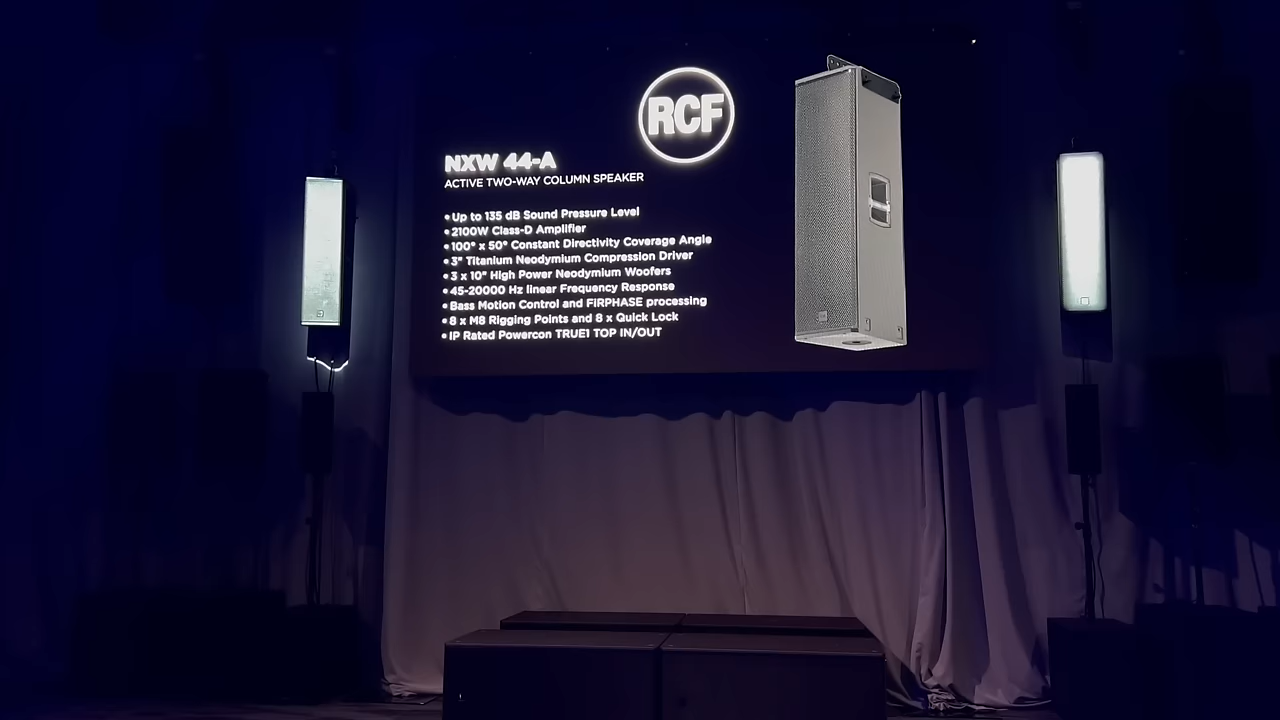 RCF
NXW 44-A
ACTIVE TWO-WAY COLUMN SPEAKER
• Up to 135 dB Sound Pressure Level
• 2100W Class-D Amplifier
• 100° x 50° Constant Directivity Coverage Angle
• 3" Titanium Neodymium Compression Driver
• 3 x 10" High Power Neodymium Woofers
• 45-20000 Hz linear Frequency Response
• Bass Motion Control and FIRPHASE processing
• 8 x M8 Rigging Points and 8 x Quick Lock
• IP Rated Powercon TRUE1 TOP IN/OUT